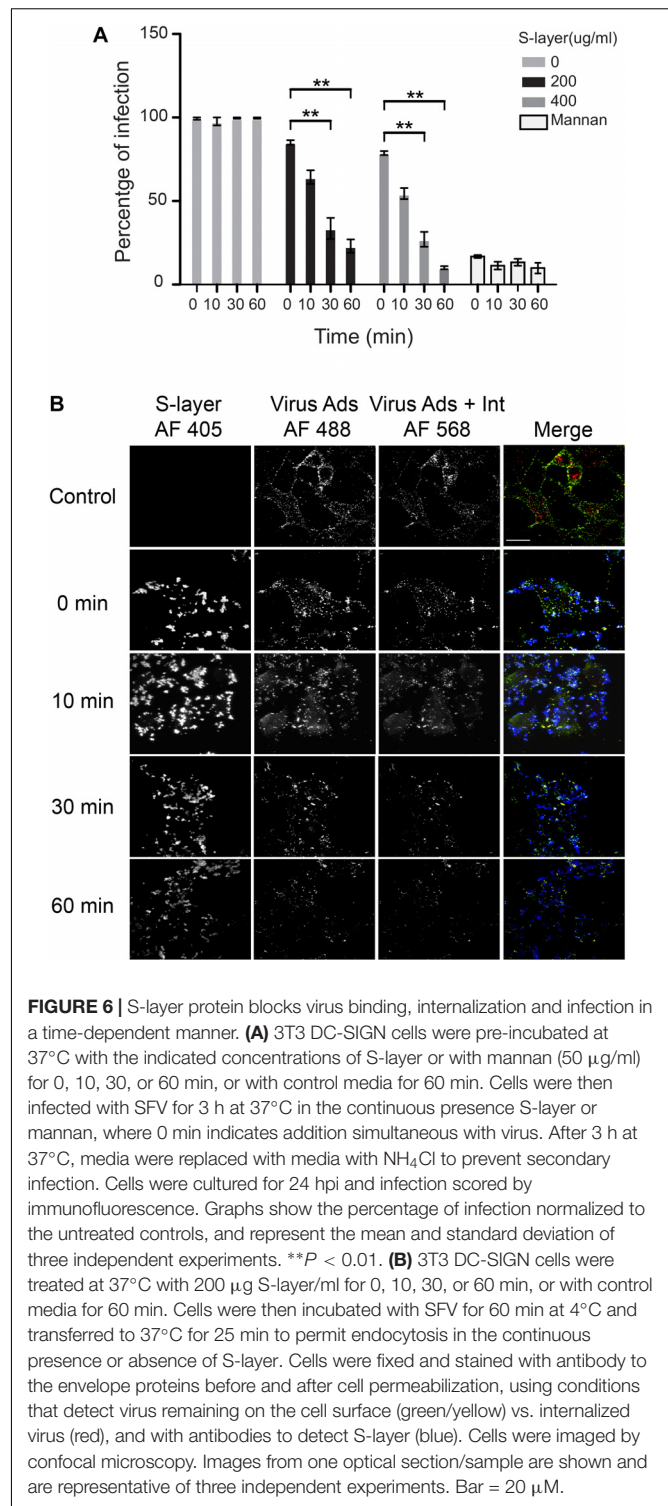 A
150
100
50
0
Percentge of infection
S-layer(ug/ml)
0
200
400
Mannan
**
**
**
**
0 10 30 60 0 10 30 60 0 10 30 60 0 10 30 60
Time (min)
B
S-layer AF 405
Virus Ads AF 488
Virus Ads + Int AF 568
Merge
Control
0 min
10 min
30 min
60 min
FIGURE 6 | S-layer protein blocks virus binding, internalization and infection in
a time-dependent manner. (A) 3T3 DC-SIGN cells were pre-incubated at
37°C with the indicated concentrations of S-layer or with mannan (50 μg/ml)
for 0, 10, 30, or 60 min, or with control media for 60 min. Cells were then
infected with SFV for 3 h at 37°C in the continuous presence S-layer or
mannan, where 0 min indicates addition simultaneous with virus. After 3 h at
37°C, media were replaced with media with NH₄Cl to prevent secondary
infection. Cells were cultured for 24 hpi and infection scored by
immunofluorescence. Graphs show the percentage of infection normalized to
the untreated controls, and represent the mean and standard deviation of
three independent experiments. **P < 0.01. (B) 3T3 DC-SIGN cells were
treated at 37°C with 200 μg S-layer/ml for 0, 10, 30, or 60 min, or with control
media for 60 min. Cells were then incubated with SFV for 60 min at 4°C and
transferred to 37°C for 25 min to permit endocytosis in the continuous
presence or absence of S-layer. Cells were fixed and stained with antibody to
the envelope proteins before and after cell permeabilization, using conditions
that detect virus remaining on the cell surface (green/yellow) vs. internalized
virus (red), and with antibodies to detect S-layer (blue). Cells were imaged by
confocal microscopy. Images from one optical section/sample are shown and
are representative of three independent experiments. Bar = 20 μM.